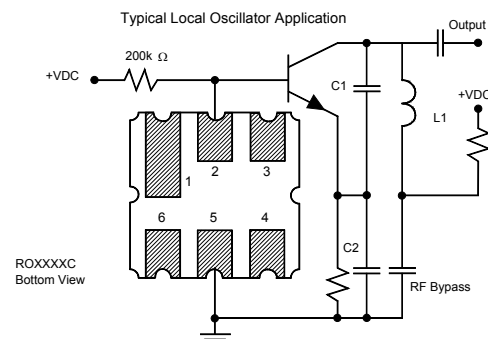 Typical Local Oscillator Application
Output
200k Ω
+VDC
C1
+VDC
L1
1
2
3
6
5
4
C2
ROXXXXC
Bottom View
RF Bypass